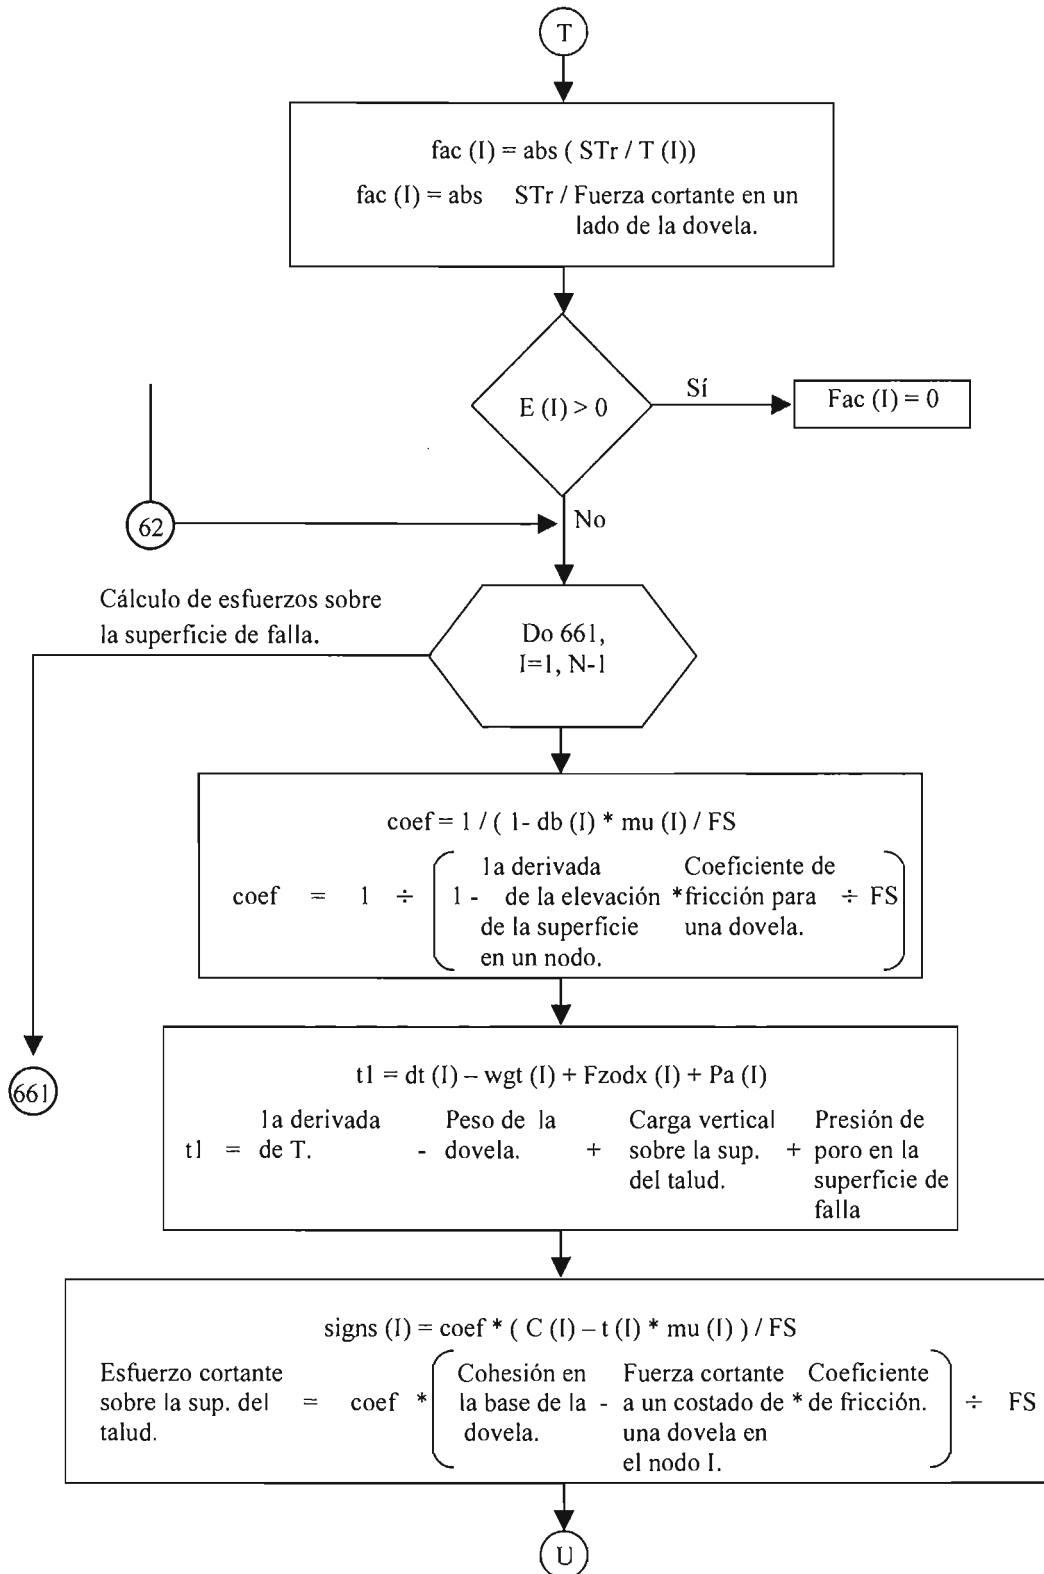 T
fac (I) = abs ( STr / T (I))
fac (I) = abs STr / Fuerza cortante en un
lado de la dovela.
E (I) > 0
Sí
Fac (I) = 0
62
No
Cálculo de esfuerzos sobre
la superficie de falla.
Do 661,
I=1, N-1
coef = 1 / ( 1- db (I) * mu (I) / FS
1a derivada Coeficiente de
coef = 1 ÷ 1 - de la elevación * fricción para ÷ FS
de la superficie una dovela.
en un nodo.
661
t1 = dt (I) – wgt (I) + Fzodx (I) + Pa (I)
1a derivada Peso de la Carga vertical Presión de
t1 = de T. - dovela. + sobre la sup. + poro en la
del talud. superficie de
falla
signs (I) = coef * ( C (I) – t (I) * mu (I) ) / FS
Esfuerzo cortante Cohesión en Fuerza cortante Coeficiente
sobre la sup. del = coef * la base de la - a un costado de * de fricción. ÷ FS
talud. dovela. una dovela en
el nodo I.
U